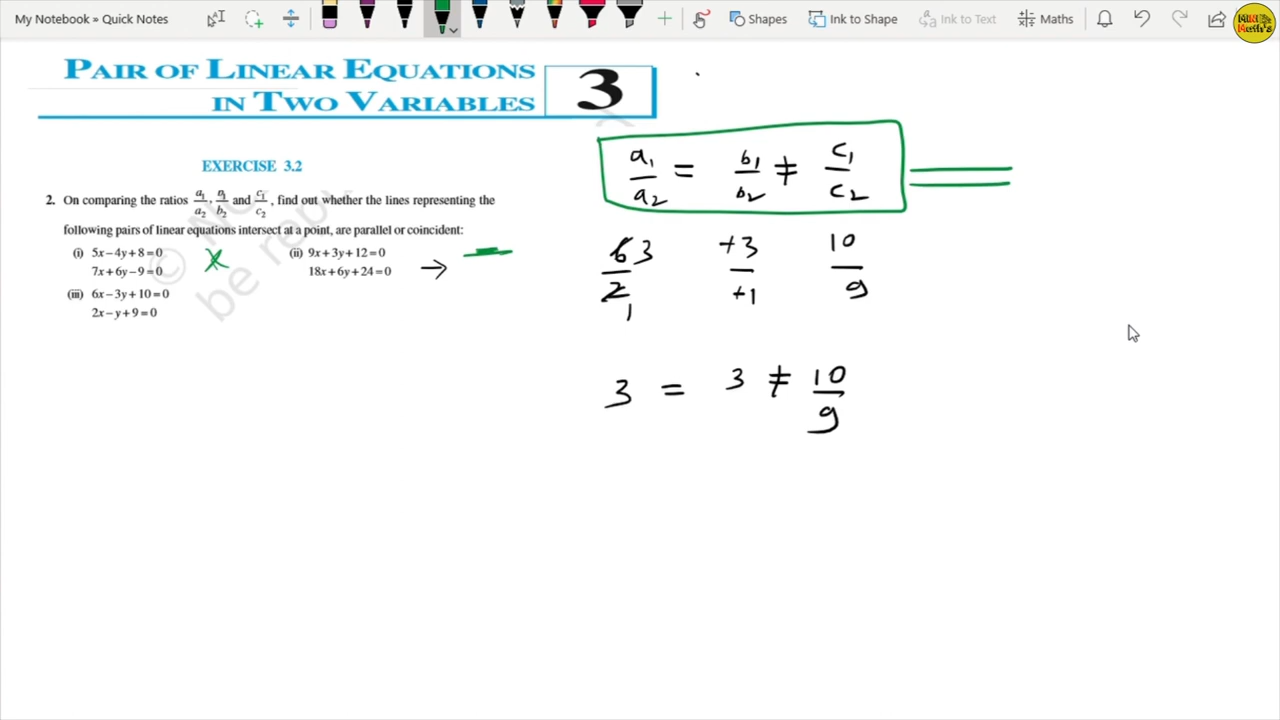 My Notebook » Quick Notes
Shapes
Ink to Shape
Ink to Text
Maths
PAIR OF LINEAR EQUATIONS
IN TWO VARIABLES
3
EXERCISE 3.2
2. On comparing the ratios a₁/a₂, a₁/b₂ and c₁/c₂, find out whether the lines representing the
following pairs of linear equations intersect at a point, are parallel or coincident:
(i) 5x – 4y + 8 = 0
7x + 6y – 9 = 0
(ii) 9x + 3y + 12 = 0
18x + 6y + 24 = 0
(iii) 6x – 3y + 10 = 0
2x – y + 9 = 0
©
be rep
a₁/a₂ = b₁/b₂ ≠ c₁/c₂
6 3 +3 10
2 1 +1 9
3 = 3 ≠ 10/9